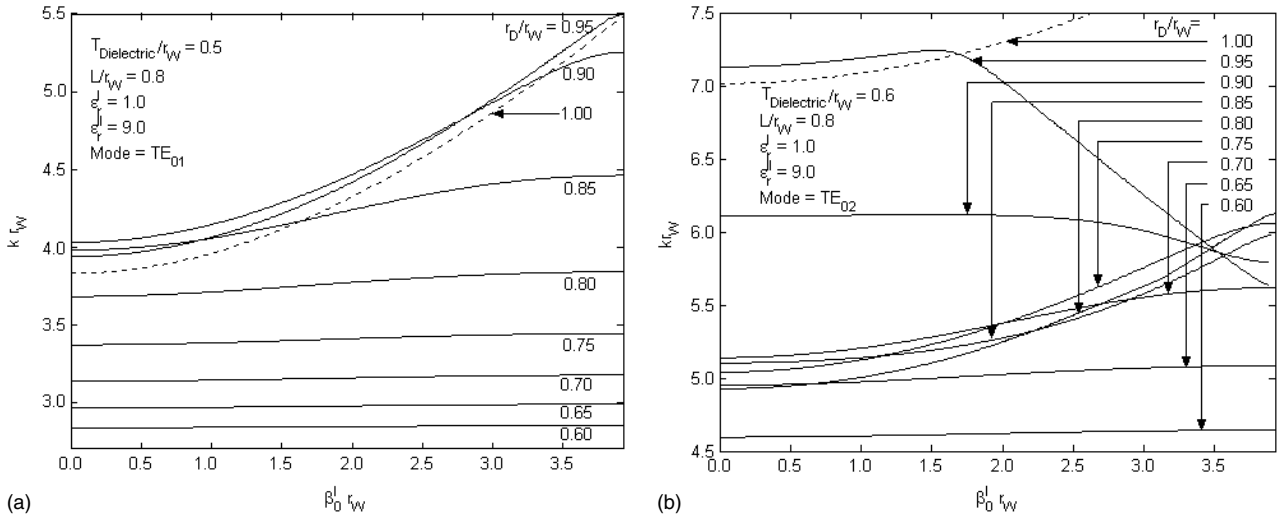 5.5
5.0
4.5
4.0
3.5
3.0
k r_W
T_Dielectric/r_W = 0.5
L/r_W = 0.8
ε_r^I = 1.0
ε_r^II = 9.0
Mode = TE_01
r_D/r_W = 0.95
0.90
1.00
0.85
0.80
0.75
0.70
0.65
0.60
0.0 0.5 1.0 1.5 2.0 2.5 3.0 3.5
β_0^I r_W
(a)
7.5
7.0
6.5
6.0
5.5
5.0
4.5
kr_W
r_D/r_W=
1.00
0.95
0.90
0.85
0.80
0.75
0.70
0.65
0.60
T_Dielectric/r_W = 0.6
L/r_W = 0.8
ε_r^I = 1.0
ε_r^II = 9.0
Mode = TE_02
0.0 0.5 1.0 1.5 2.0 2.5 3.0 3.5
β_0^I r_W
(b)